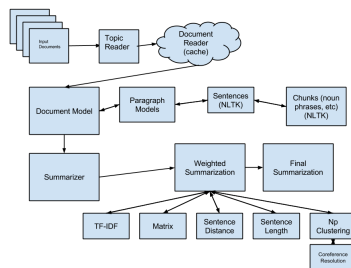 Input
Documents
Topic
Reader
Document
Reader
(cache)
Document Model
Paragraph
Models
Sentences
(NLTK)
Chunks (noun
phrases, etc)
(NLTK)
Summarizer
Weighted
Summarization
Final
Summarization
TF-IDF
Matrix
Sentence
Distance
Sentence
Length
Np
Clustering
Coreference
Resolution